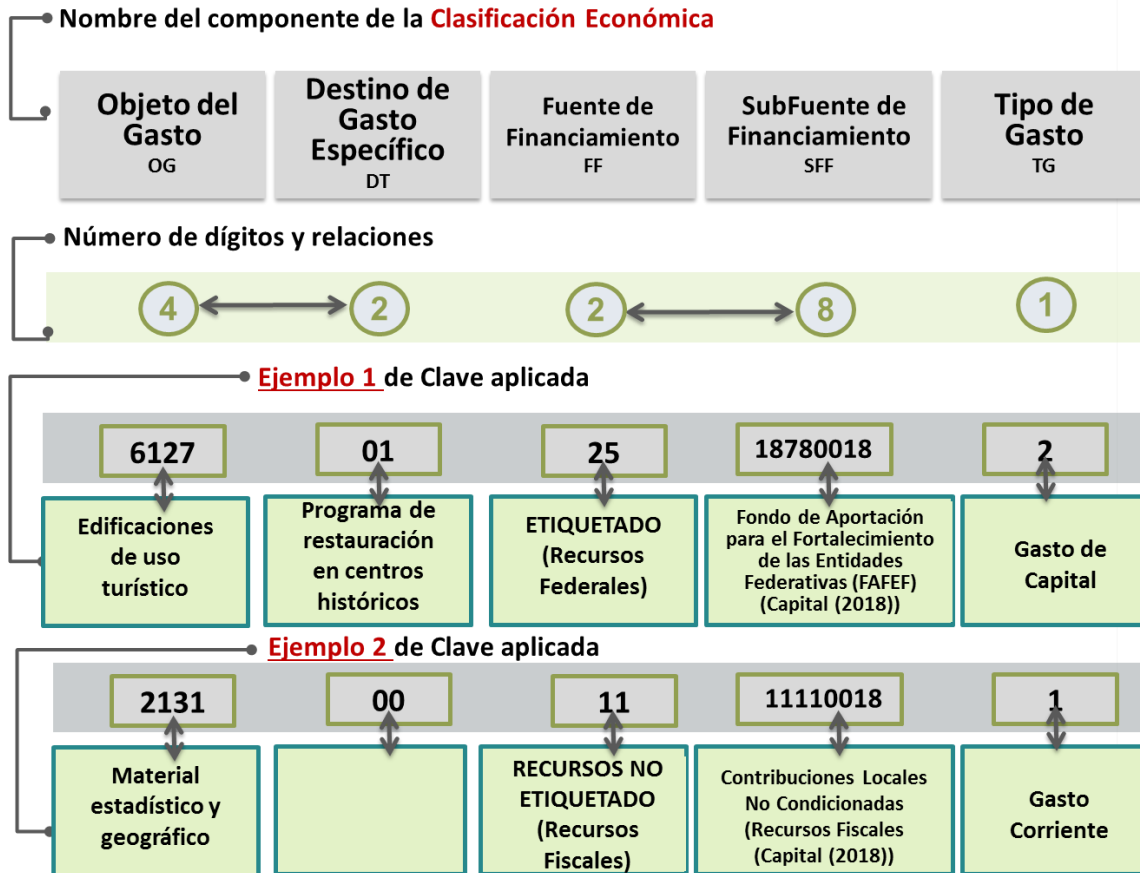 Nombre del componente de la Clasificación Económica
Objeto del
Gasto
OG
Destino de
Gasto
Específico
DT
Fuente de
Financiamiento
FF
SubFuente de
Financiamiento
SFF
Tipo de
Gasto
TG
Número de dígitos y relaciones
4
2
2
8
1
Ejemplo 1 de Clave aplicada
6127
01
25
18780018
2
Edificaciones
de uso
turístico
Programa de
restauración
en centros
históricos
ETIQUETADO
(Recursos
Federales)
Fondo de Aportación
para el Fortalecimiento
de las Entidades
Federativas (FAFEF)
(Capital (2018))
Gasto de
Capital
Ejemplo 2 de Clave aplicada
2131
00
11
11110018
1
Material
estadístico y
geográfico
RECURSOS NO
ETIQUETADO
(Recursos
Fiscales)
Contribuciones Locales
No Condicionadas
(Recursos Fiscales
(Capital (2018))
Gasto
Corriente